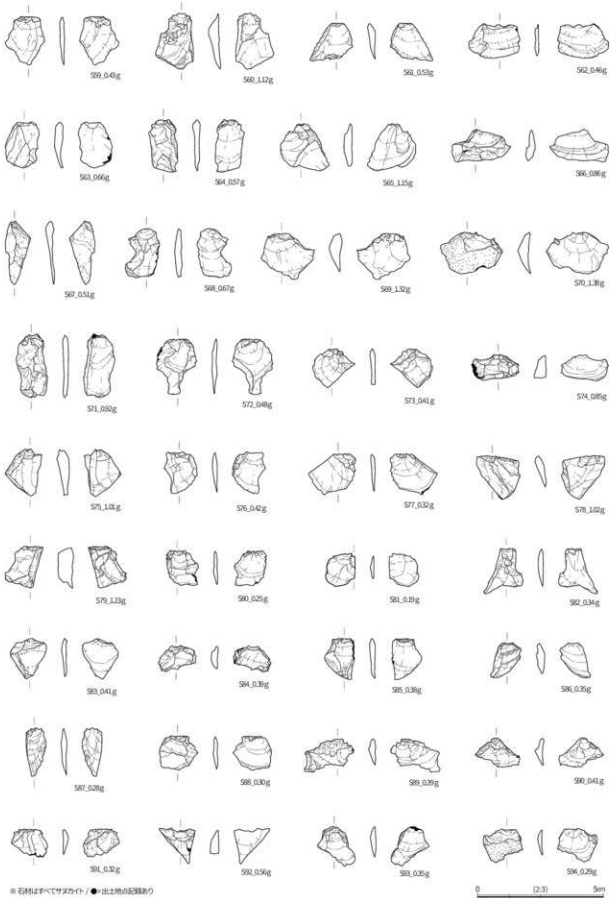 S59_0.43g
S60_1.12g
S61_0.53g
S62_0.46g
S63_0.66g
S64_0.57g
S65_1.15g
S66_0.86g
S67_0.51g
S68_0.67g
S69_1.32g
S70_1.38g
S71_0.92g
S72_0.48g
S73_0.41g
S74_0.85g
S75_1.01g
S76_0.42g
S77_0.32g
S78_1.02g
S79_1.23g
S80_0.25g
S81_0.19g
S82_0.34g
S83_0.41g
S84_0.39g
S85_0.38g
S86_0.35g
S87_0.28g
S88_0.30g
S89_0.39g
S90_0.41g
S91_0.32g
S92_0.56g
S93_0.35g
S94_0.29g
※ 石材はすべてサヌカイト / ●=出土地点記録あり
0 (2:3) 5cm